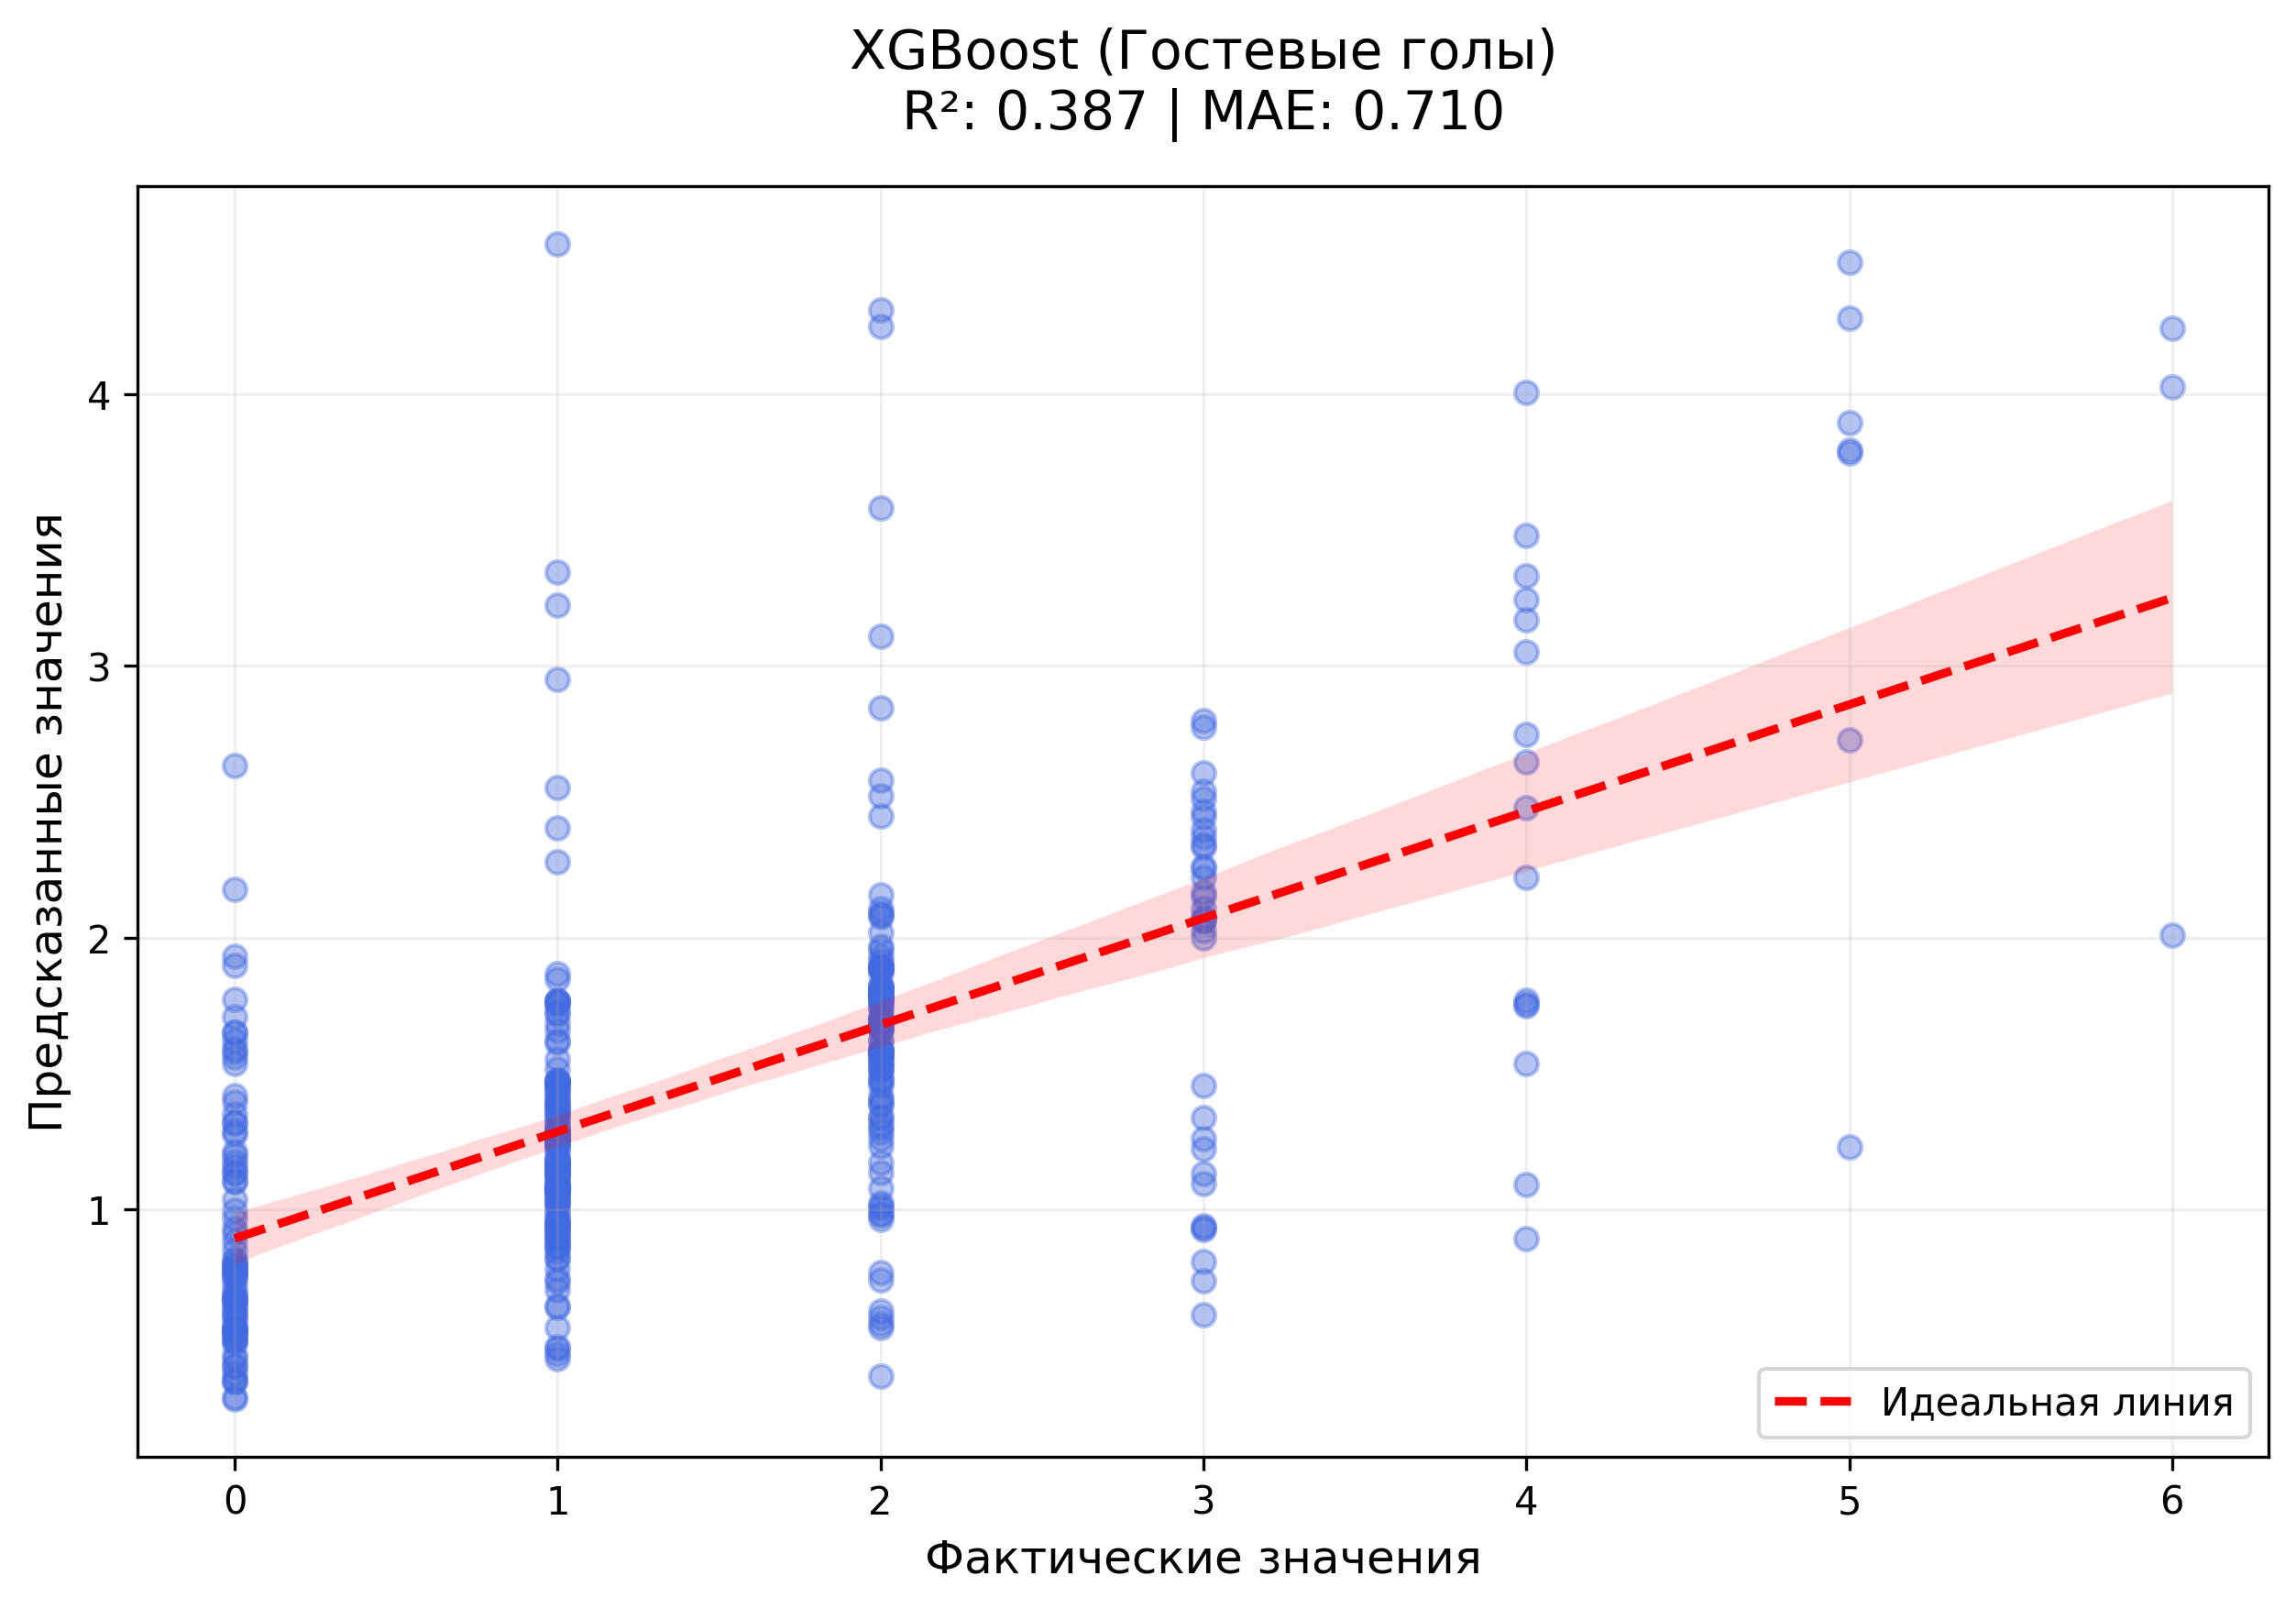 XGBoost (Гостевые голы)
R²: 0.387 | MAE: 0.710
Предсказанные значения
4
3
2
1
Идеальная линия
0 1 2 3 4 5 6
Фактические значения